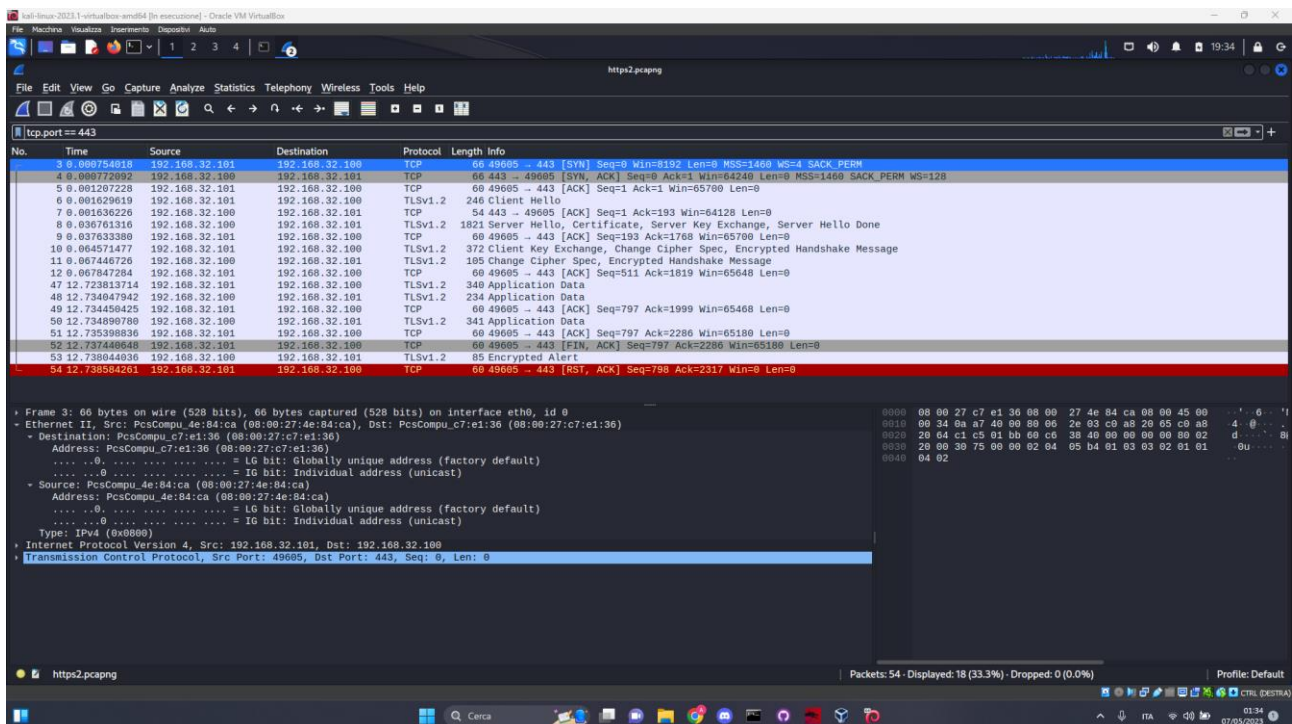 kali-linux-2023.1-virtualbox-amd64 [In esecuzione] - Oracle VM VirtualBox
File Macchina Visualizza Inserimento Dispositivi Aiuto
1 2 3 4 19:34
https2.pcapng
File Edit View Go Capture Analyze Statistics Telephony Wireless Tools Help
tcp.port == 443
No. Time Source Destination Protocol Length Info
3 0.000754018 192.168.32.101 192.168.32.100 TCP 66 49605 → 443 [SYN] Seq=0 Win=8192 Len=0 MSS=1460 WS=4 SACK_PERM
4 0.000772092 192.168.32.100 192.168.32.101 TCP 66 443 → 49605 [SYN, ACK] Seq=0 Ack=1 Win=64240 Len=0 MSS=1460 SACK_PERM WS=128
5 0.001207228 192.168.32.101 192.168.32.100 TCP 60 49605 → 443 [ACK] Seq=1 Ack=1 Win=65700 Len=0
6 0.001629619 192.168.32.101 192.168.32.100 TLSv1.2 246 Client Hello
7 0.001636226 192.168.32.100 192.168.32.101 TCP 54 443 → 49605 [ACK] Seq=1 Ack=193 Win=64128 Len=0
8 0.036761316 192.168.32.100 192.168.32.101 TLSv1.2 1821 Server Hello, Certificate, Server Key Exchange, Server Hello Done
9 0.037633380 192.168.32.101 192.168.32.100 TCP 60 49605 → 443 [ACK] Seq=193 Ack=1768 Win=65700 Len=0
10 0.064571477 192.168.32.101 192.168.32.100 TLSv1.2 372 Client Key Exchange, Change Cipher Spec, Encrypted Handshake Message
11 0.067446726 192.168.32.100 192.168.32.101 TLSv1.2 105 Change Cipher Spec, Encrypted Handshake Message
12 0.067847284 192.168.32.101 192.168.32.100 TCP 60 49605 → 443 [ACK] Seq=511 Ack=1819 Win=65648 Len=0
47 12.723813714 192.168.32.101 192.168.32.100 TLSv1.2 340 Application Data
48 12.734047942 192.168.32.100 192.168.32.101 TLSv1.2 234 Application Data
49 12.734450425 192.168.32.101 192.168.32.100 TCP 60 49605 → 443 [ACK] Seq=797 Ack=1999 Win=65468 Len=0
50 12.734890780 192.168.32.100 192.168.32.101 TLSv1.2 341 Application Data
51 12.735398836 192.168.32.101 192.168.32.100 TCP 60 49605 → 443 [ACK] Seq=797 Ack=2286 Win=65180 Len=0
52 12.737440648 192.168.32.101 192.168.32.100 TCP 60 49605 → 443 [FIN, ACK] Seq=797 Ack=2286 Win=65180 Len=0
53 12.738044036 192.168.32.100 192.168.32.101 TLSv1.2 85 Encrypted Alert
54 12.738584261 192.168.32.101 192.168.32.100 TCP 60 49605 → 443 [RST, ACK] Seq=798 Ack=2317 Win=0 Len=0
Frame 3: 66 bytes on wire (528 bits), 66 bytes captured (528 bits) on interface eth0, id 0
Ethernet II, Src: PcsCompu_4e:84:ca (08:00:27:4e:84:ca), Dst: PcsCompu_c7:e1:36 (08:00:27:c7:e1:36)
Destination: PcsCompu_c7:e1:36 (08:00:27:c7:e1:36)
Address: PcsCompu_c7:e1:36 (08:00:27:c7:e1:36)
.... ..0. .... .... .... .... = LG bit: Globally unique address (factory default)
.... ...0 .... .... .... .... = IG bit: Individual address (unicast)
Source: PcsCompu_4e:84:ca (08:00:27:4e:84:ca)
Address: PcsCompu_4e:84:ca (08:00:27:4e:84:ca)
.... ..0. .... .... .... .... = LG bit: Globally unique address (factory default)
.... ...0 .... .... .... .... = IG bit: Individual address (unicast)
Type: IPv4 (0x0800)
Internet Protocol Version 4, Src: 192.168.32.101, Dst: 192.168.32.100
Transmission Control Protocol, Src Port: 49605, Dst Port: 443, Seq: 0, Len: 0
0000 08 00 27 c7 e1 36 08 00 27 4e 84 ca 08 00 45 00
0010 00 34 0a a7 40 00 80 06 2e 03 c0 a8 20 65 c0 a8
0020 20 64 c1 c5 01 bb 60 c6 38 40 00 00 00 00 80 02
0030 20 00 30 75 00 00 02 04 05 b4 01 03 03 02 01 01
0040 04 02
https2.pcapng Packets: 54 · Displayed: 18 (33.3%) · Dropped: 0 (0.0%) Profile: Default
CTRL (DESTRA)
Cerca ITA 01:34
07/05/2023